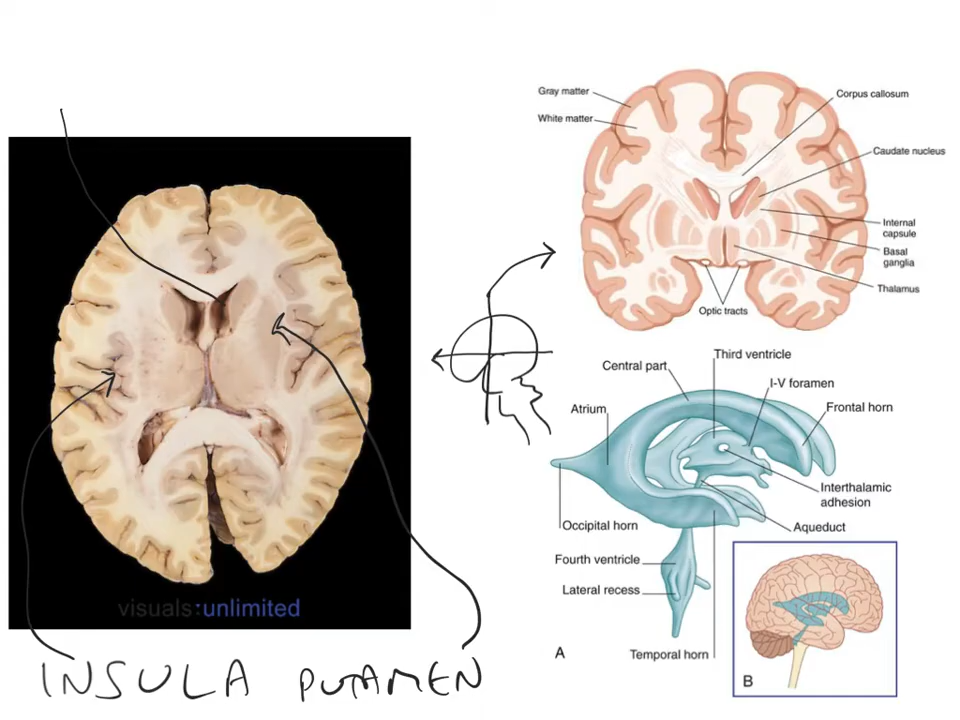 Gray matter
White matter
Corpus callosum
Caudate nucleus
Internal
capsule
Basal
ganglia
Thalamus
Optic tracts
Third ventricle
Central part
I-V foramen
Atrium
Frontal horn
Interthalamic
adhesion
Occipital horn
Aqueduct
Fourth ventricle
Lateral recess
Temporal horn
A
B
visuals:unlimited
INSULA PUTAMEN